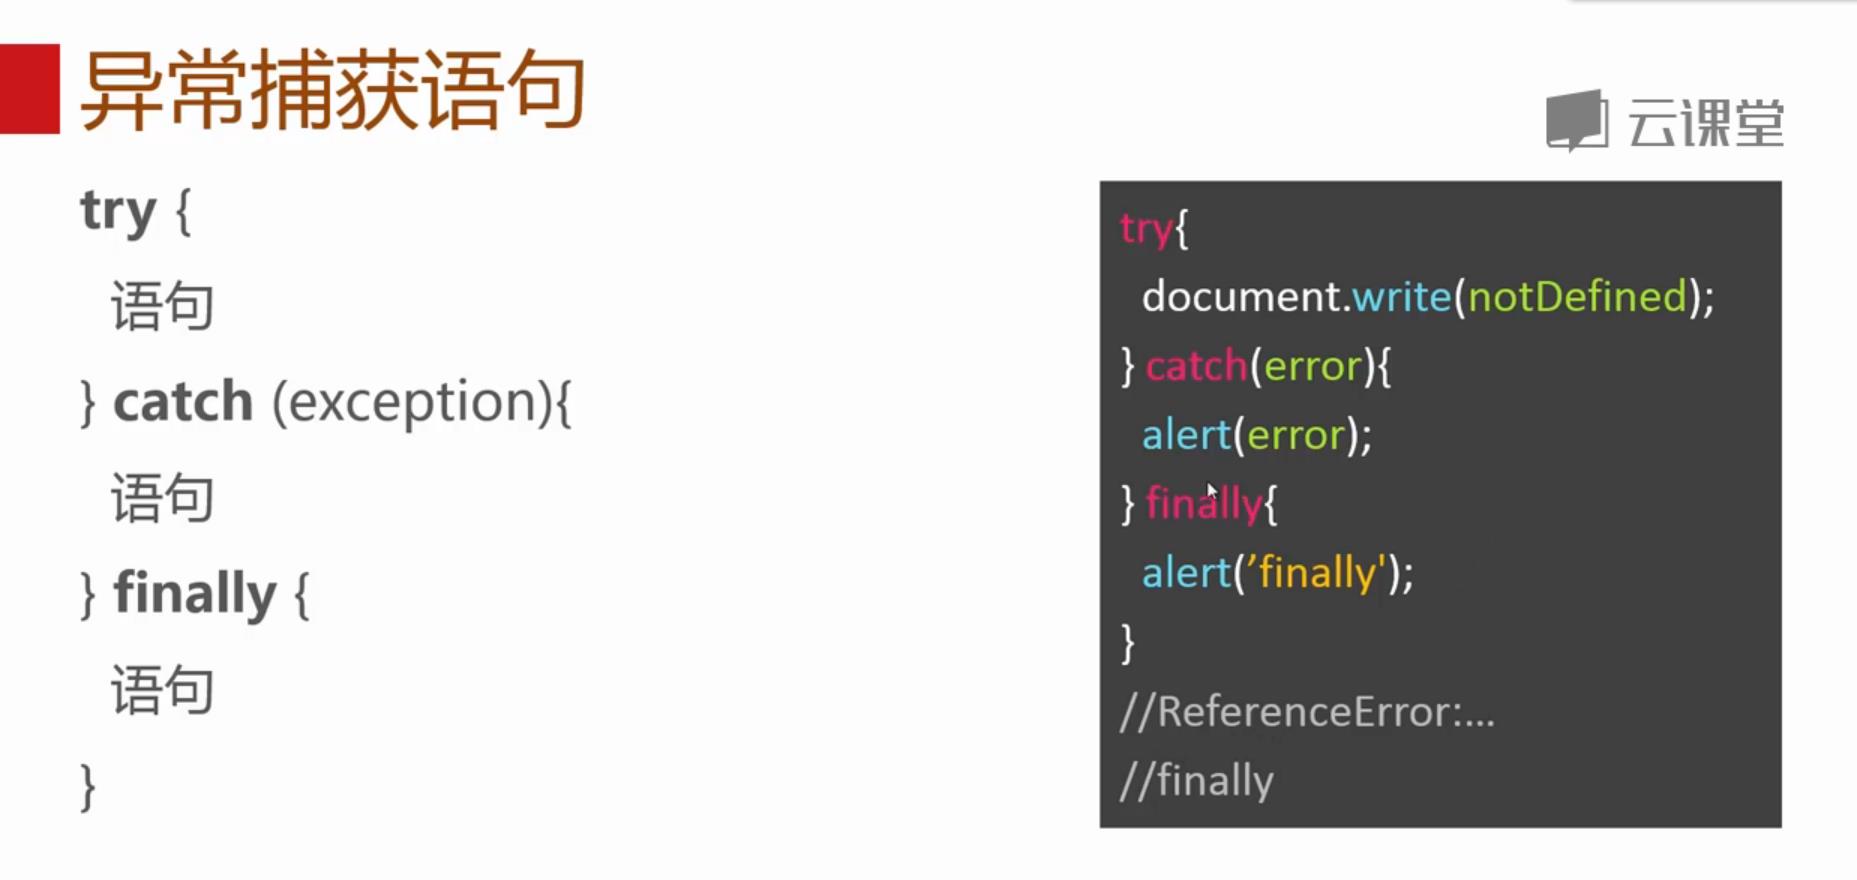 异常捕获语句
云课堂
try {
语句
} catch (exception){
语句
} finally {
语句
}
try{
document.write(notDefined);
} catch(error){
alert(error);
} finally{
alert(’finally');
}
//ReferenceError:...
//finally